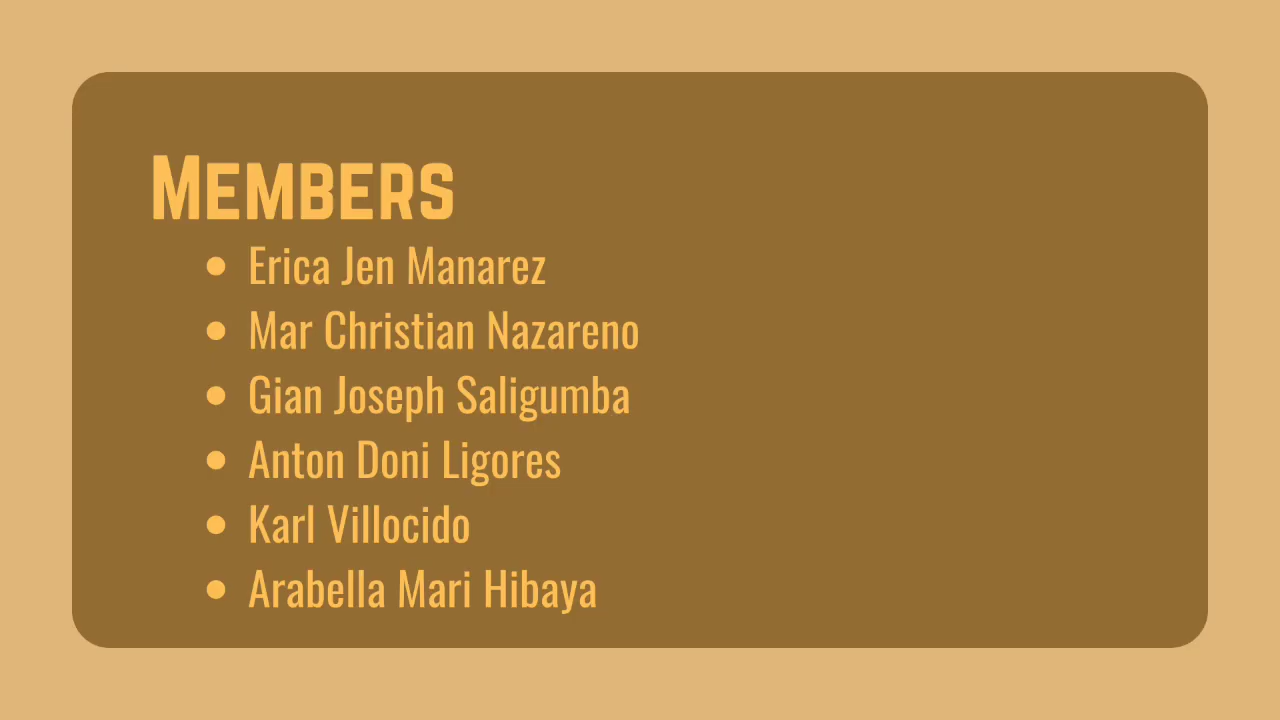 Members
• Erica Jen Manarez
• Mar Christian Nazareno
• Gian Joseph Saligumba
• Anton Doni Ligores
• Karl Villocido
• Arabella Mari Hibaya